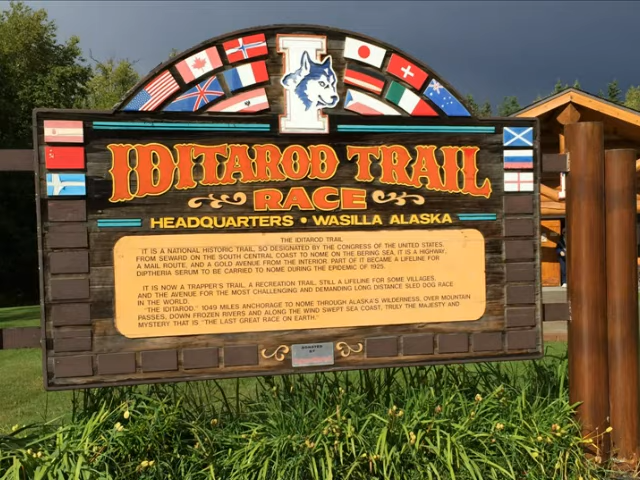 I
IDITAROD TRAIL
RACE
HEADQUARTERS • WASILLA ALASKA
THE IDITAROD TRAIL
IT IS A NATIONAL HISTORIC TRAIL, SO DESIGNATED BY THE CONGRESS OF THE UNITED STATES.
FROM SEWARD ON THE SOUTH CENTRAL COAST TO NOME ON THE BERING SEA, IT IS A HIGHWAY,
A MAIL ROUTE, AND A GOLD AVENUE FROM THE INTERIOR. PART OF IT BECAME A LIFELINE FOR
DIPTHERIA SERUM TO BE CARRIED TO NOME DURING THE EPIDEMIC OF 1925.
IT IS NOW A TRAPPER'S TRAIL, A RECREATION TRAIL, STILL A LIFELINE FOR SOME VILLAGES,
AND THE AVENUE FOR THE MOST CHALLENGING AND DEMANDING LONG DISTANCE SLED DOG RACE
IN THE WORLD.
"THE IDITAROD." 1049 MILES ANCHORAGE TO NOME THROUGH ALASKA'S WILDERNESS, OVER MOUNTAIN
PASSES, DOWN FROZEN RIVERS AND ALONG THE WIND SWEPT SEA COAST, TRULY THE MAJESTY AND
MYSTERY THAT IS "THE LAST GREAT RACE ON EARTH."